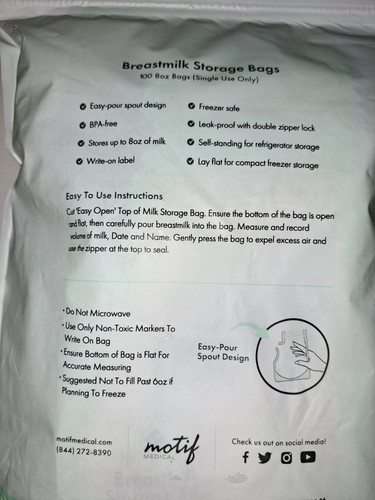 Breastmilk Storage Bags
100 8oz Bags (Single Use Only)
Easy-pour spout design
BPA-free
Stores up to 8oz of milk
Write-on label
Freezer safe
Leak-proof with double zipper lock
Self-standing for refrigerator storage
Lay flat for compact freezer storage
Easy To Use Instructions
Cut 'Easy Open' Top of Milk Storage Bag. Ensure the bottom of the bag is open
and flat, then carefully pour breastmilk into the bag. Measure and record
volume of milk, Date and Name. Gently press the bag to expel excess air and
use the zipper at the top to seal.
• Do Not Microwave
• Use Only Non-Toxic Markers To
Write On Bag
• Ensure Bottom of Bag is Flat For
Accurate Measuring
• Suggested Not To Fill Past 6oz if
Planning To Freeze
Easy-Pour
Spout Design
motifmedical.com
(844) 272-8390
motif
MEDICAL
Check us out on social media!